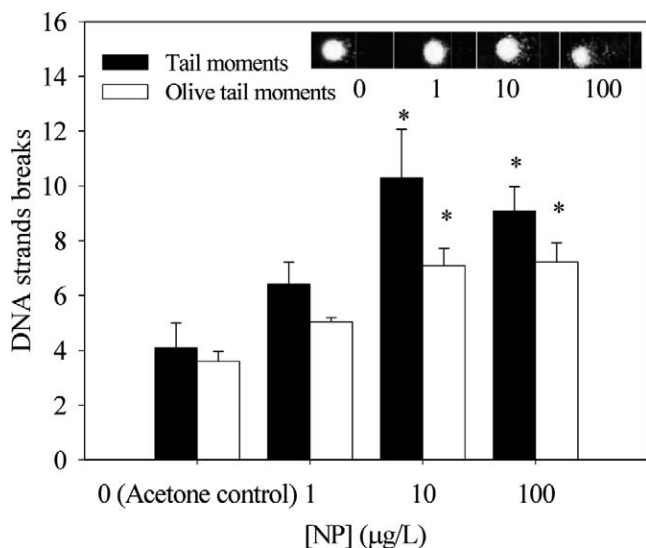 16
14
12
10
8
6
4
2
0
DNA strands breaks
Tail moments
Olive tail moments
0 1 10 100
*
*
*
*
0 (Acetone control) 1 10 100
[NP] (μg/L)